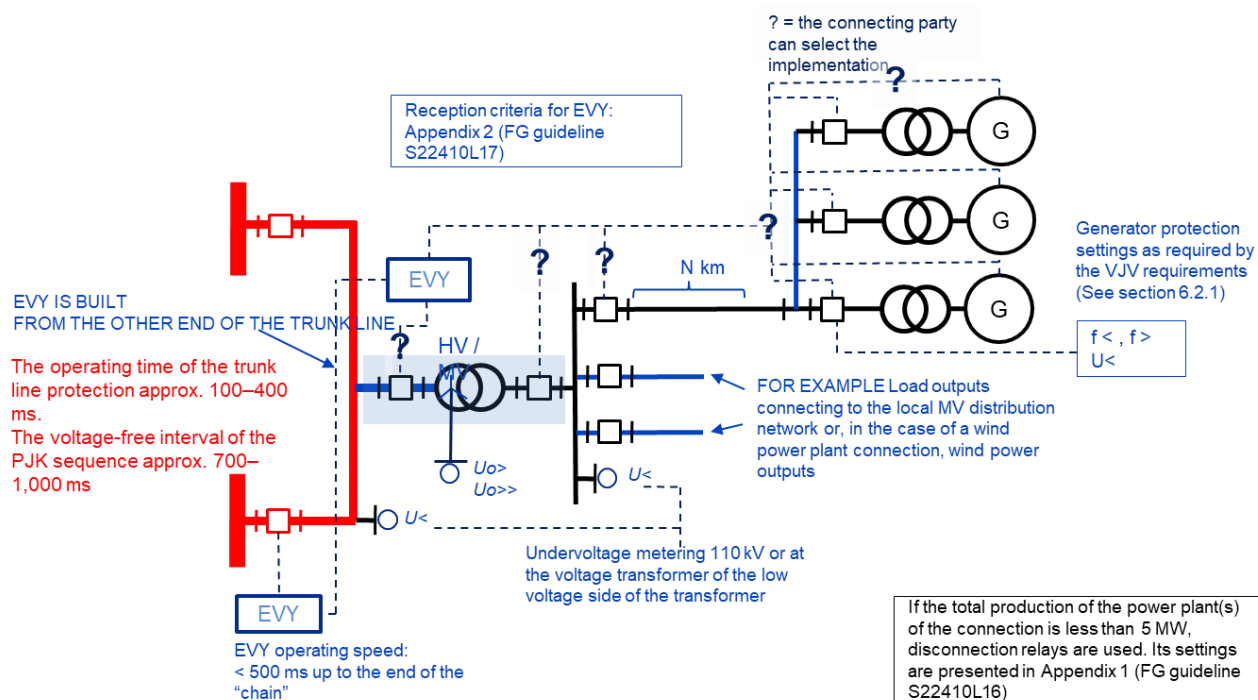 ? = the connecting party
can select the
implementation
?
Reception criteria for EVY:
Appendix 2 (FG guideline
S22410L17)
G
G
G
?
?
?
?
EVY
N km
Generator protection
settings as required by
the VJV requirements
(See section 6.2.1)
f < , f >
U<
EVY IS BUILT
FROM THE OTHER END OF THE TRUNK LINE
HV /
MV
The operating time of the trunk
line protection approx. 100–400
ms.
The voltage-free interval of the
PJK sequence approx. 700–
1,000 ms
FOR EXAMPLE Load outputs
connecting to the local MV distribution
network or, in the case of a wind
power plant connection, wind power
outputs
Uo>
Uo>>
U<
U<
Undervoltage metering 110 kV or at
the voltage transformer of the low
voltage side of the transformer
EVY
EVY operating speed:
< 500 ms up to the end of the
“chain”
If the total production of the power plant(s)
of the connection is less than 5 MW,
disconnection relays are used. Its settings
are presented in Appendix 1 (FG guideline
S22410L16)